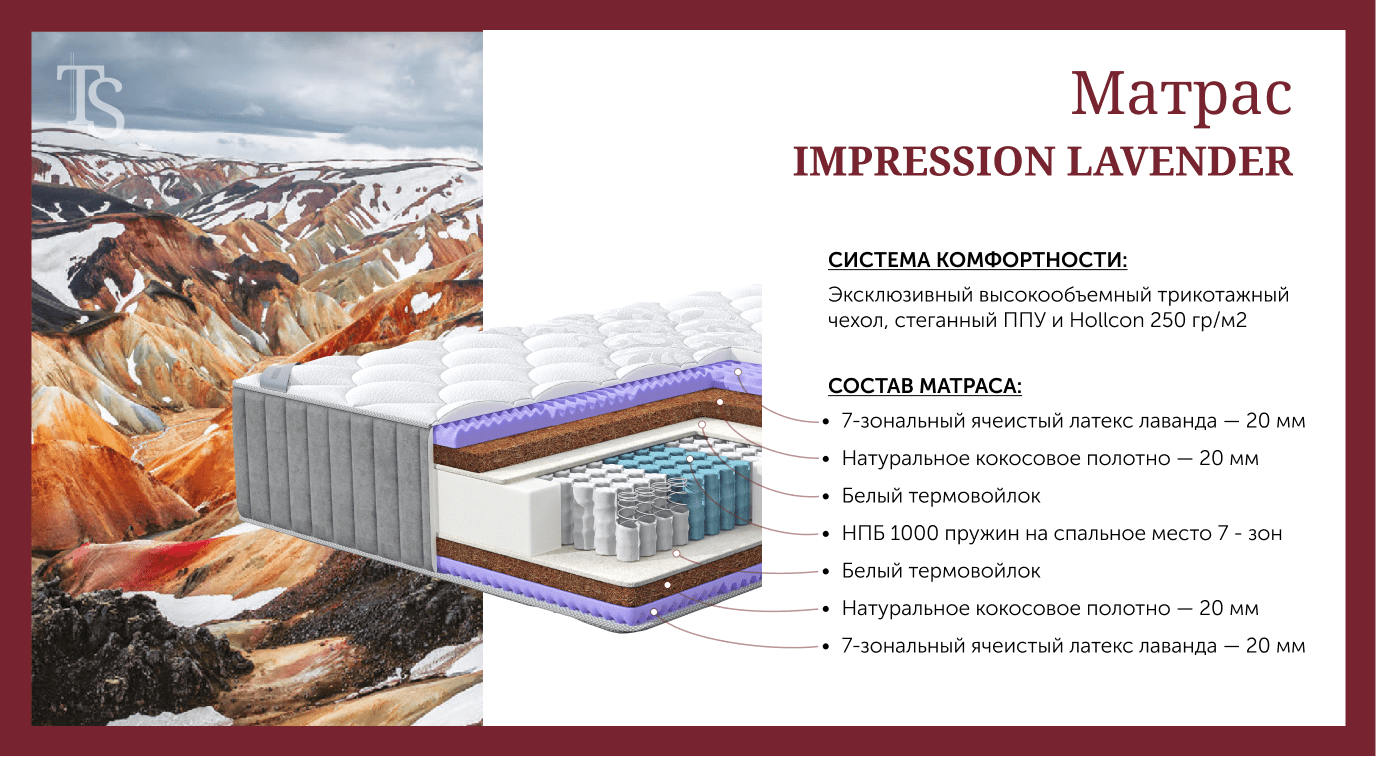 TS
Матрас
IMPRESSION LAVENDER
СИСТЕМА КОМФОРТНОСТИ:
Эксклюзивный высокообъемный трикотажный
чехол, стеганный ППУ и Hollcon 250 гр/м2
СОСТАВ МАТРАСА:
• 7-зональный ячеистый латекс лаванда — 20 мм
• Натуральное кокосовое полотно — 20 мм
• Белый термовойлок
• НПБ 1000 пружин на спальное место 7 - зон
• Белый термовойлок
• Натуральное кокосовое полотно — 20 мм
• 7-зональный ячеистый латекс лаванда — 20 мм